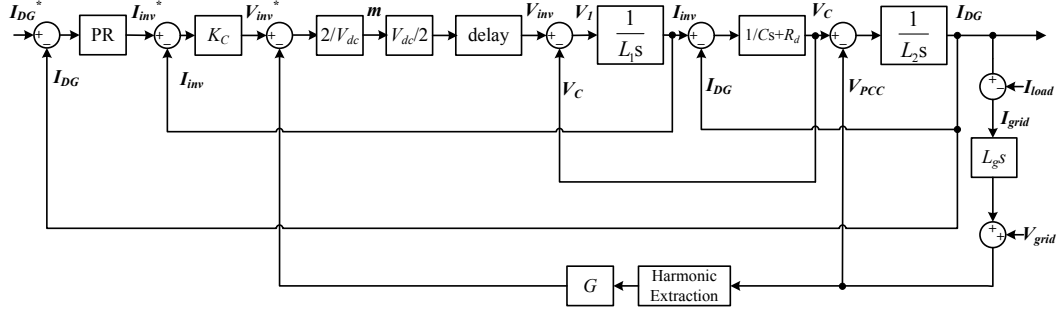 I_DG* I_inv* V_inv* m V_inv V_1 I_inv V_C I_DG
PR K_C 2/V_dc V_dc/2 delay 1/L_1s 1/Cs+R_d 1/L_2s
I_DG I_inv V_C I_DG V_PCC I_load
I_grid
L_gs
V_grid
G Harmonic
Extraction